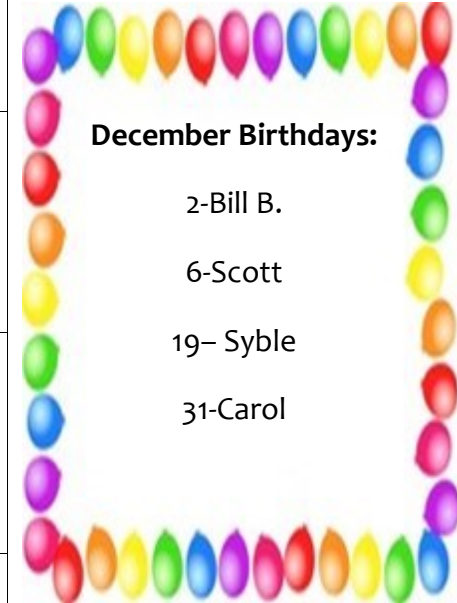 December Birthdays:
2-Bill B.
6-Scott
19– Syble
31-Carol